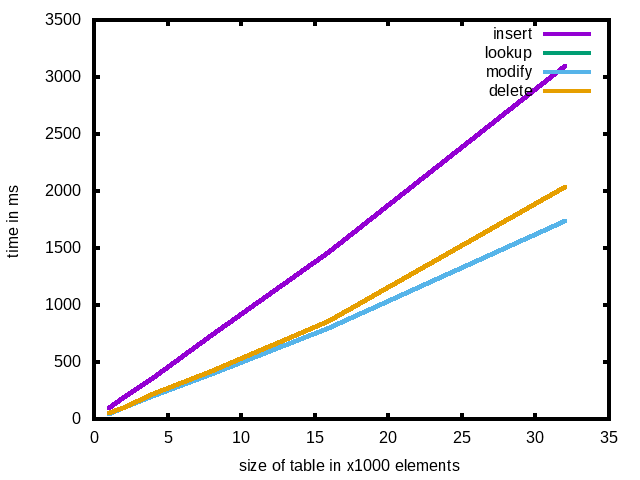 3500
3000
2500
2000
1500
1000
500
0
time in ms
insert
lookup
modify
delete
0 5 10 15 20 25 30 35
size of table in x1000 elements